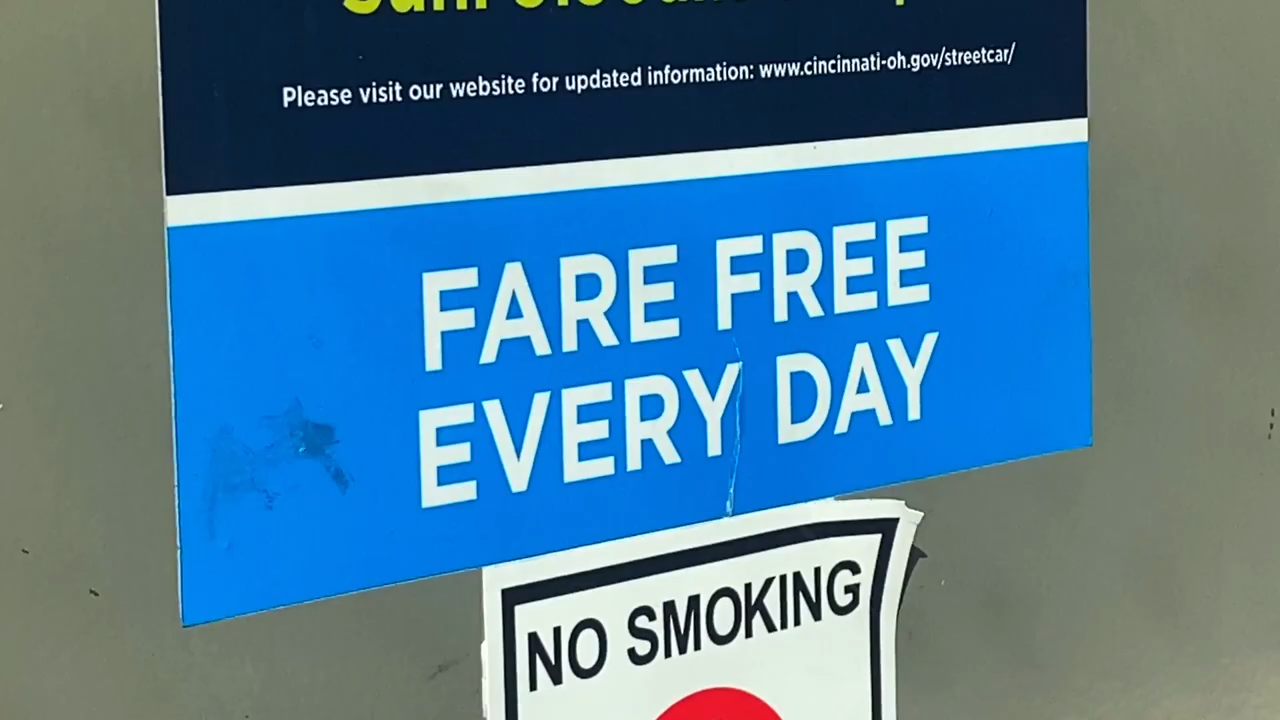 Please visit our website for updated information: www.cincinnati-oh.gov/streetcar/
FARE FREE
EVERY DAY
NO SMOKING